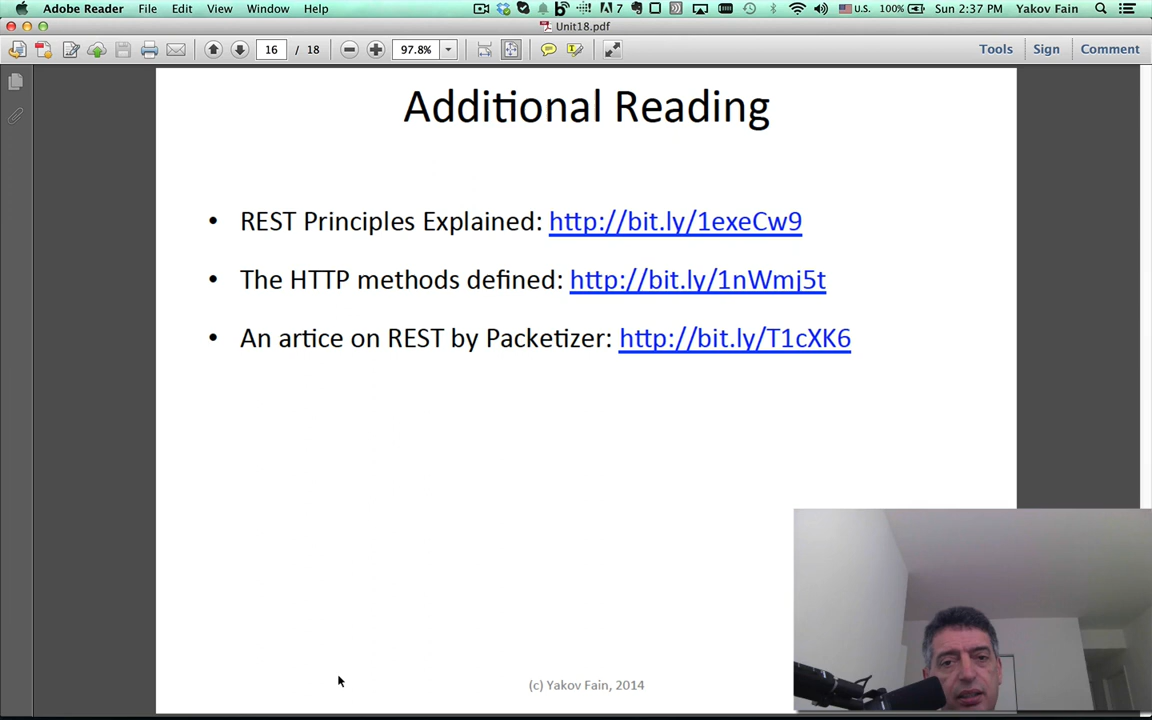 Adobe Reader File Edit View Window Help 7 U.S. 100% Sun 2:37 PM Yakov Fain
Unit18.pdf
16 / 18 97.8% Tools Sign Comment
Additional Reading
• REST Principles Explained: http://bit.ly/1exeCw9
• The HTTP methods defined: http://bit.ly/1nWmj5t
• An artice on REST by Packetizer: http://bit.ly/T1cXK6
(c) Yakov Fain, 2014